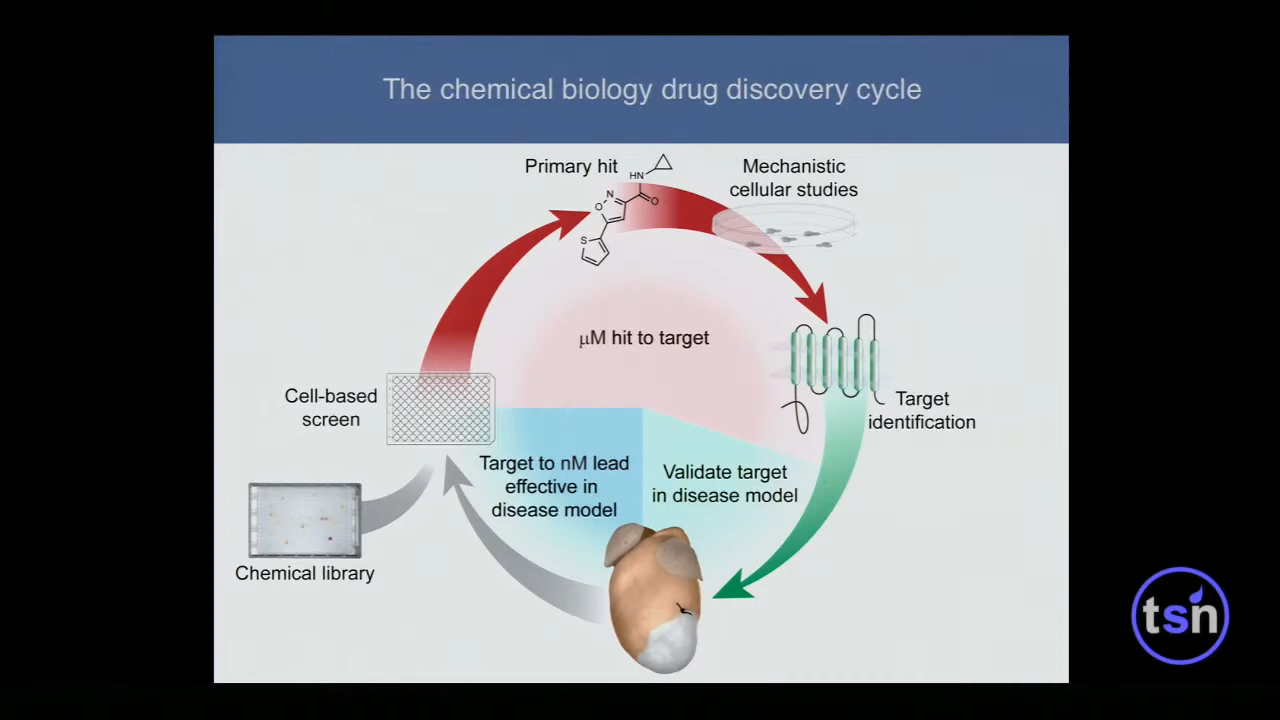 The chemical biology drug discovery cycle
Primary hit
HN
N
O
O
S
Mechanistic
cellular studies
μM hit to target
Cell-based
screen
Target
identification
Target to nM lead
effective in
disease model
Validate target
in disease model
Chemical library
tsn